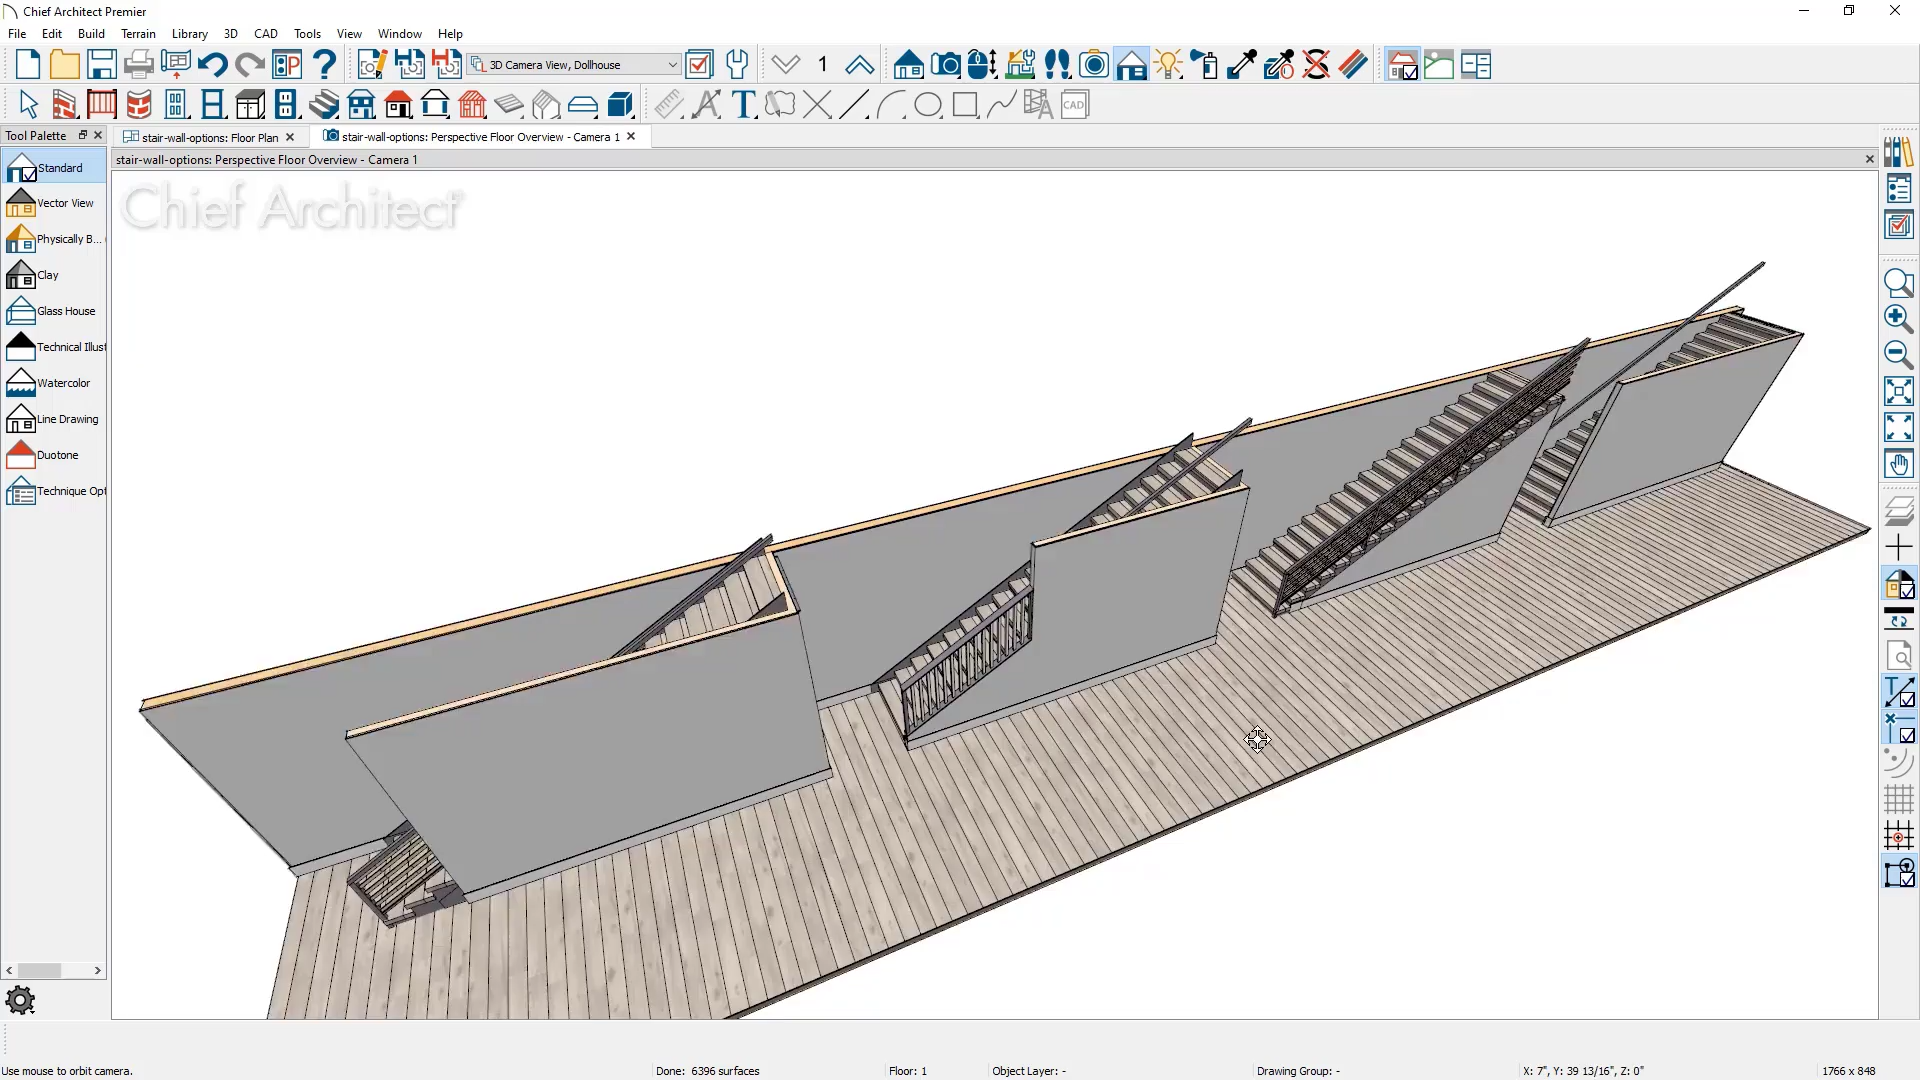 Chief Architect Premier
File Edit Build Terrain Library 3D CAD Tools View Window Help
3D Camera View, Dollhouse
1
CAD
Tool Palette
stair-wall-options: Floor Plan
stair-wall-options: Perspective Floor Overview - Camera 1
stair-wall-options: Perspective Floor Overview - Camera 1
Chief Architect
Standard
Vector View
Physically B...
Clay
Glass House
Technical Illust
Watercolor
Line Drawing
Duotone
Technique Opt
Use mouse to orbit camera. Done: 6396 surfaces Floor: 1 Object Layer: - Drawing Group: - X: 7", Y: 39 13/16", Z: 0" 1766 x 848